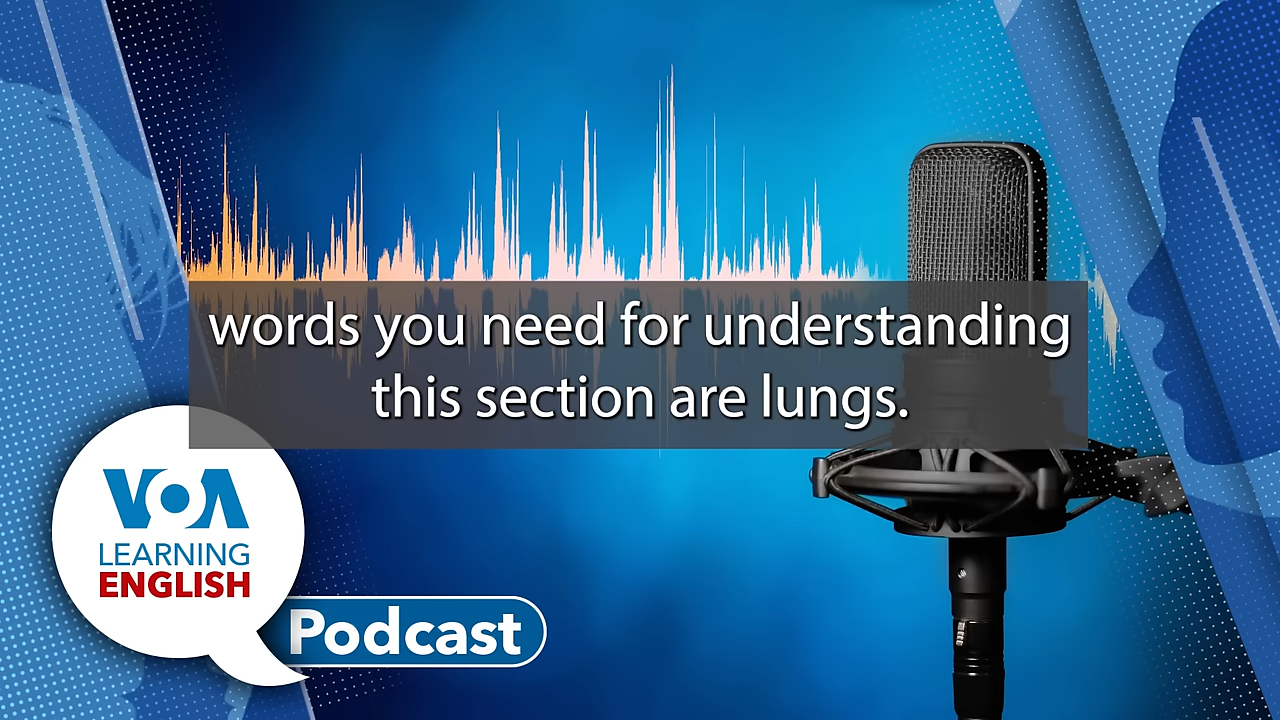 words you need for understanding
this section are lungs.
VOA
LEARNING
ENGLISH
Podcast